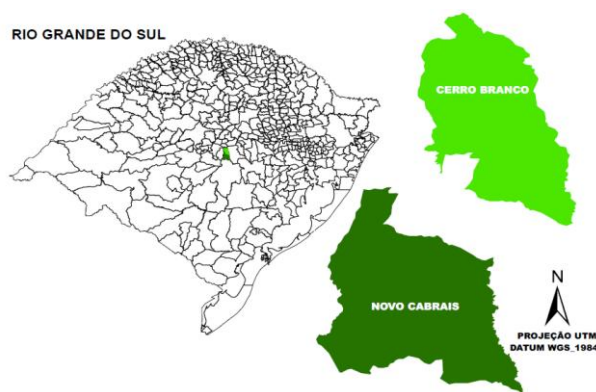 RIO GRANDE DO SUL
CERRO BRANCO
NOVO CABRAIS
N
PROJEÇÃO UTM
DATUM WGS_1984